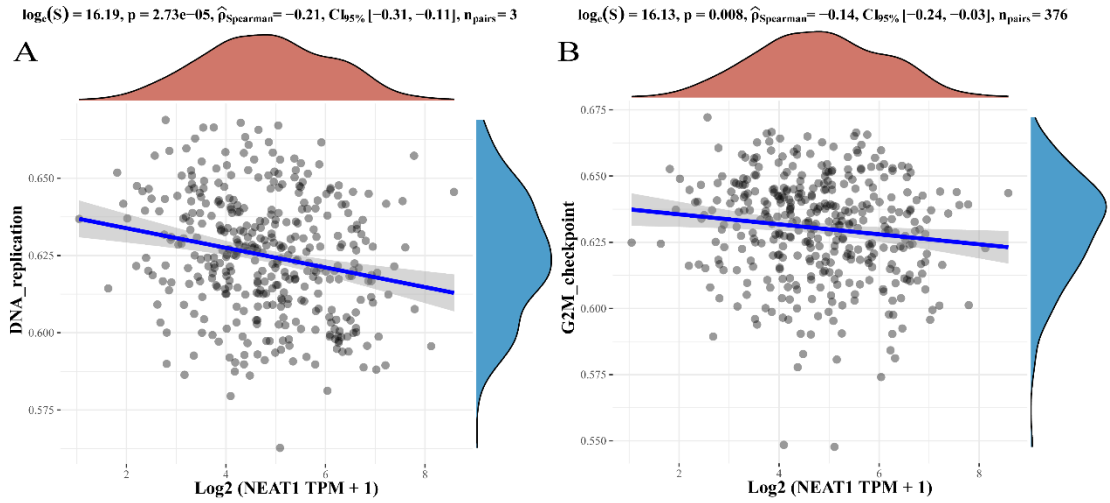 logₑ(S) = 16.19, p = 2.73e−05, ρ̂Spearman = −0.21, CI95% [−0.31, −0.11], npairs = 3
A
0.650
0.625
0.600
0.575
DNA_replication
2 4 6 8
Log2 (NEAT1 TPM + 1)
logₑ(S) = 16.13, p = 0.008, ρ̂Spearman = −0.14, CI95% [−0.24, −0.03], npairs = 376
B
0.675
0.650
0.625
0.600
0.575
0.550
G2M_checkpoint
2 4 6 8
Log2 (NEAT1 TPM + 1)